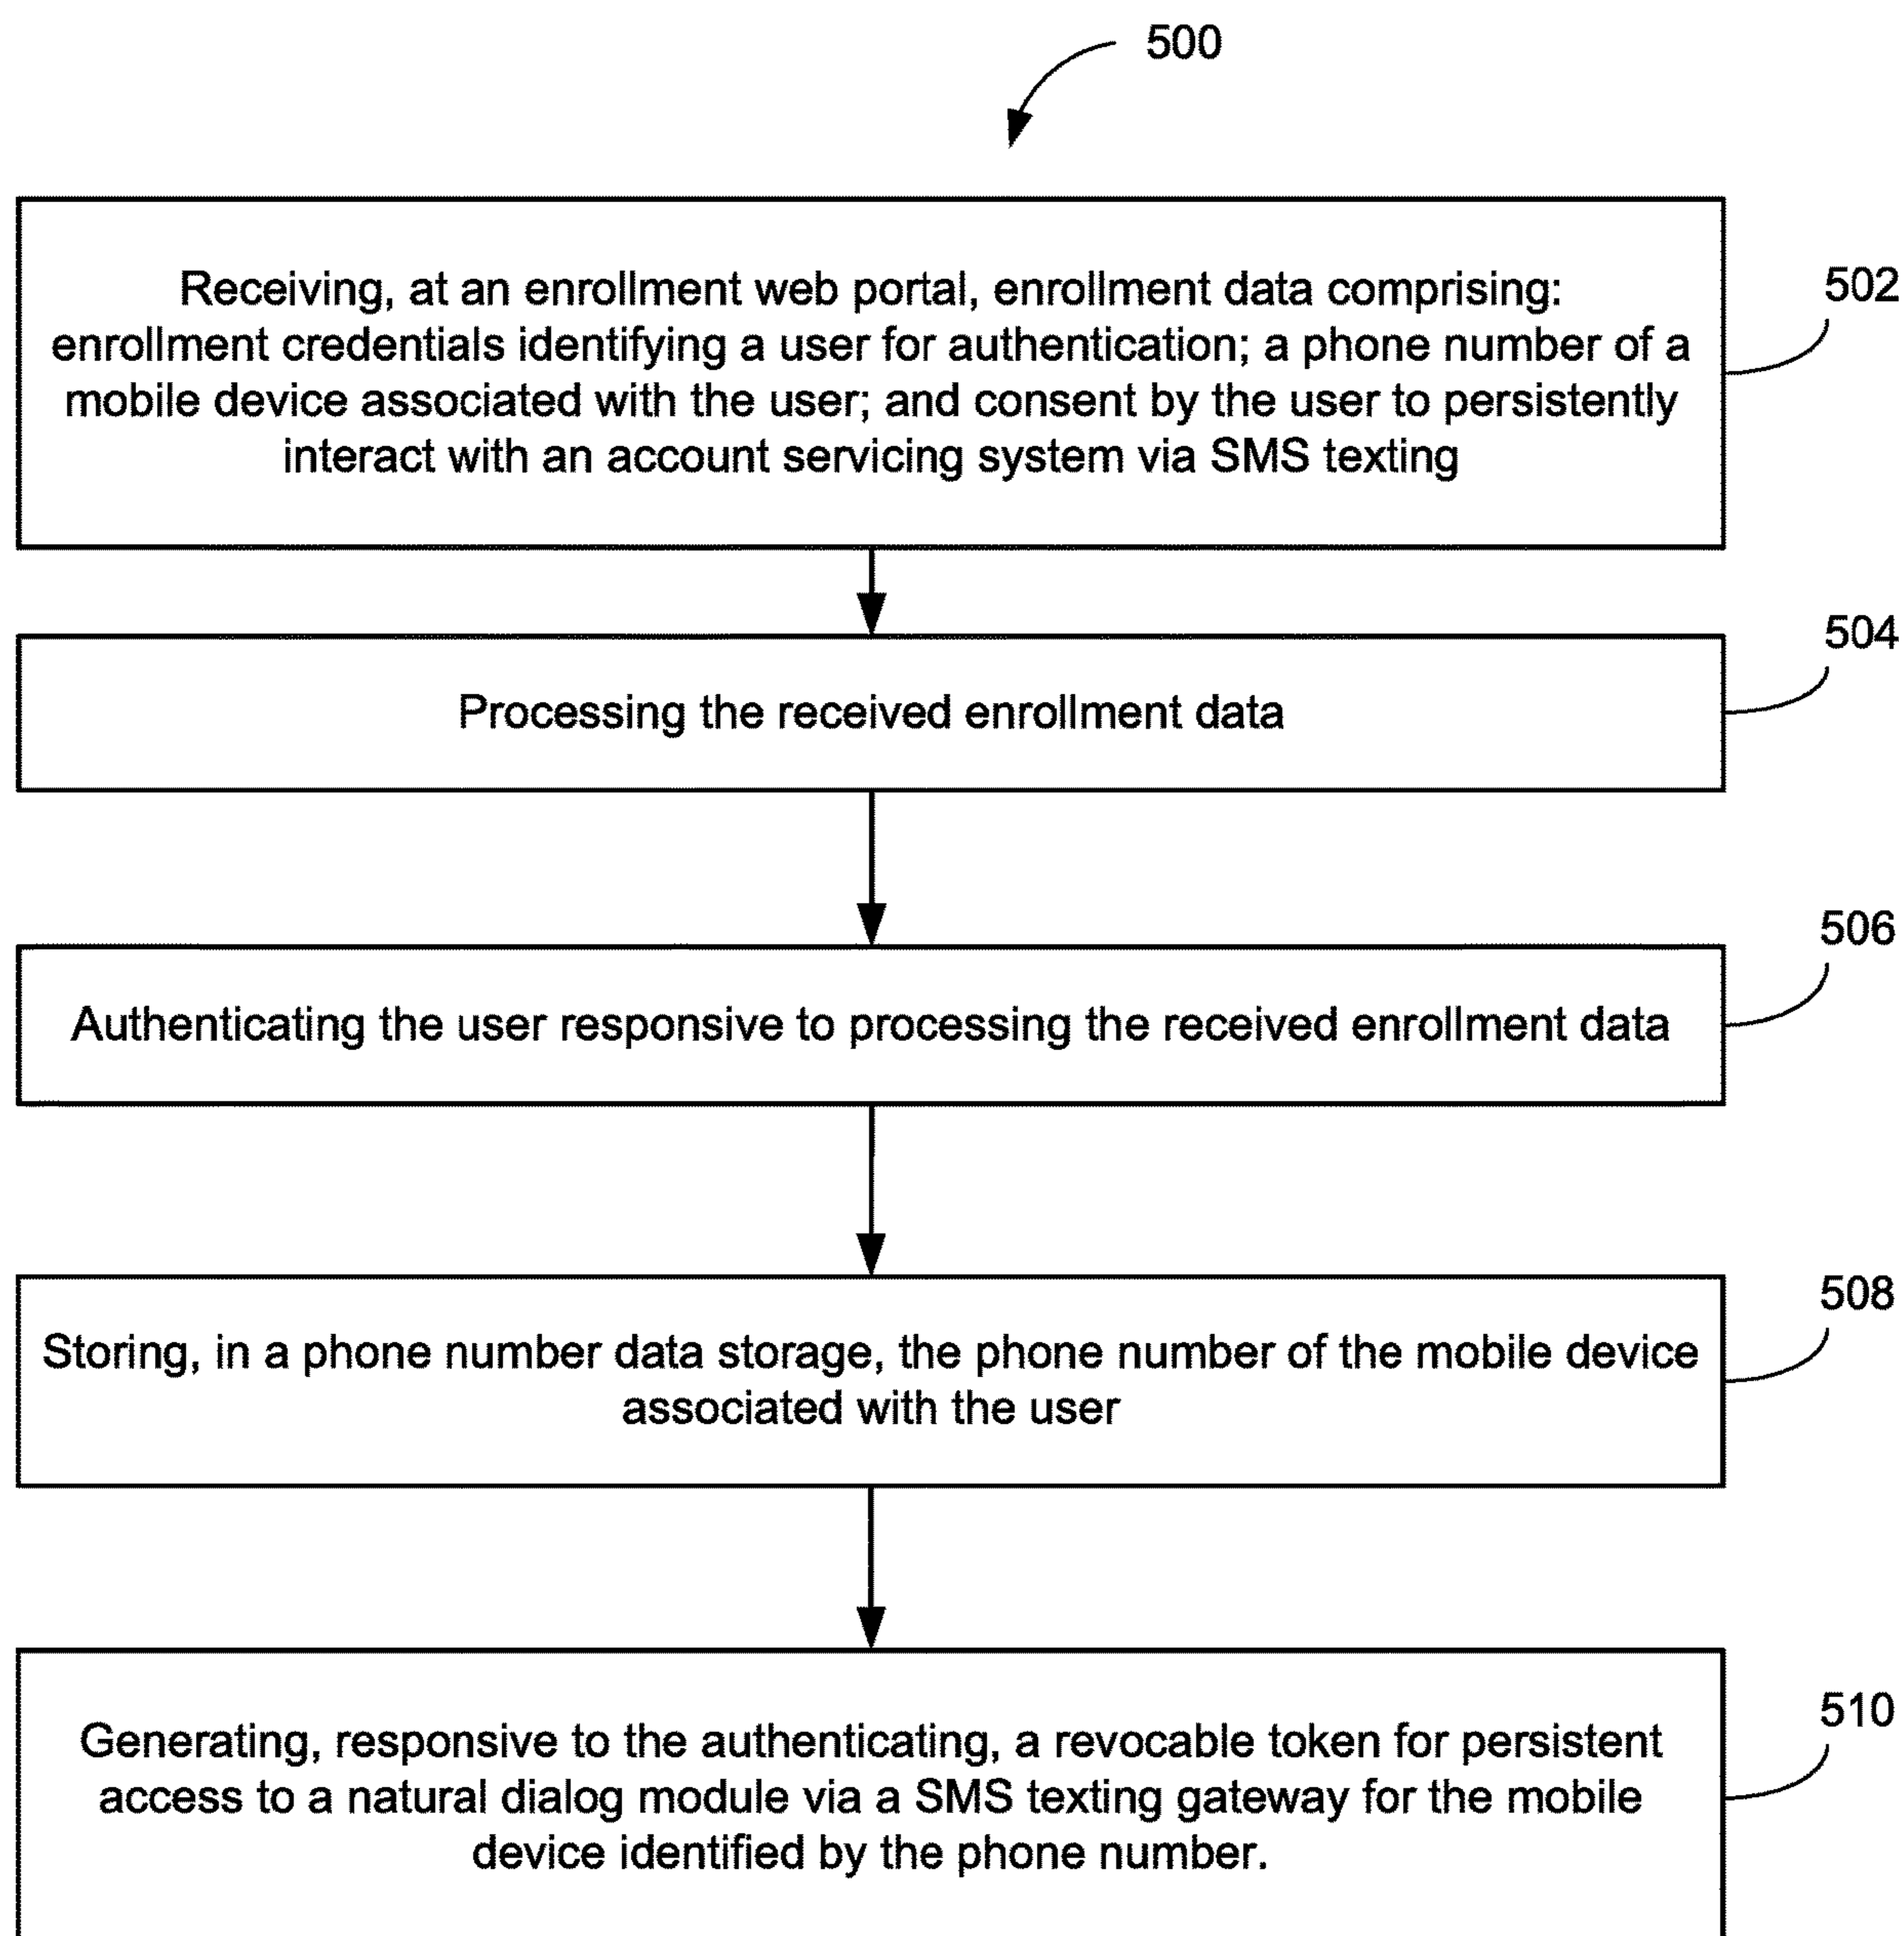 500
Receiving, at an enrollment web portal, enrollment data comprising:
enrollment credentials identifying a user for authentication; a phone number of a
mobile device associated with the user; and consent by the user to persistently
interact with an account servicing system via SMS texting
502
504
Processing the received enrollment data
506
Authenticating the user responsive to processing the received enrollment data
508
Storing, in a phone number data storage, the phone number of the mobile device
associated with the user
510
Generating, responsive to the authenticating, a revocable token for persistent
access to a natural dialog module via a SMS texting gateway for the mobile
device identified by the phone number.